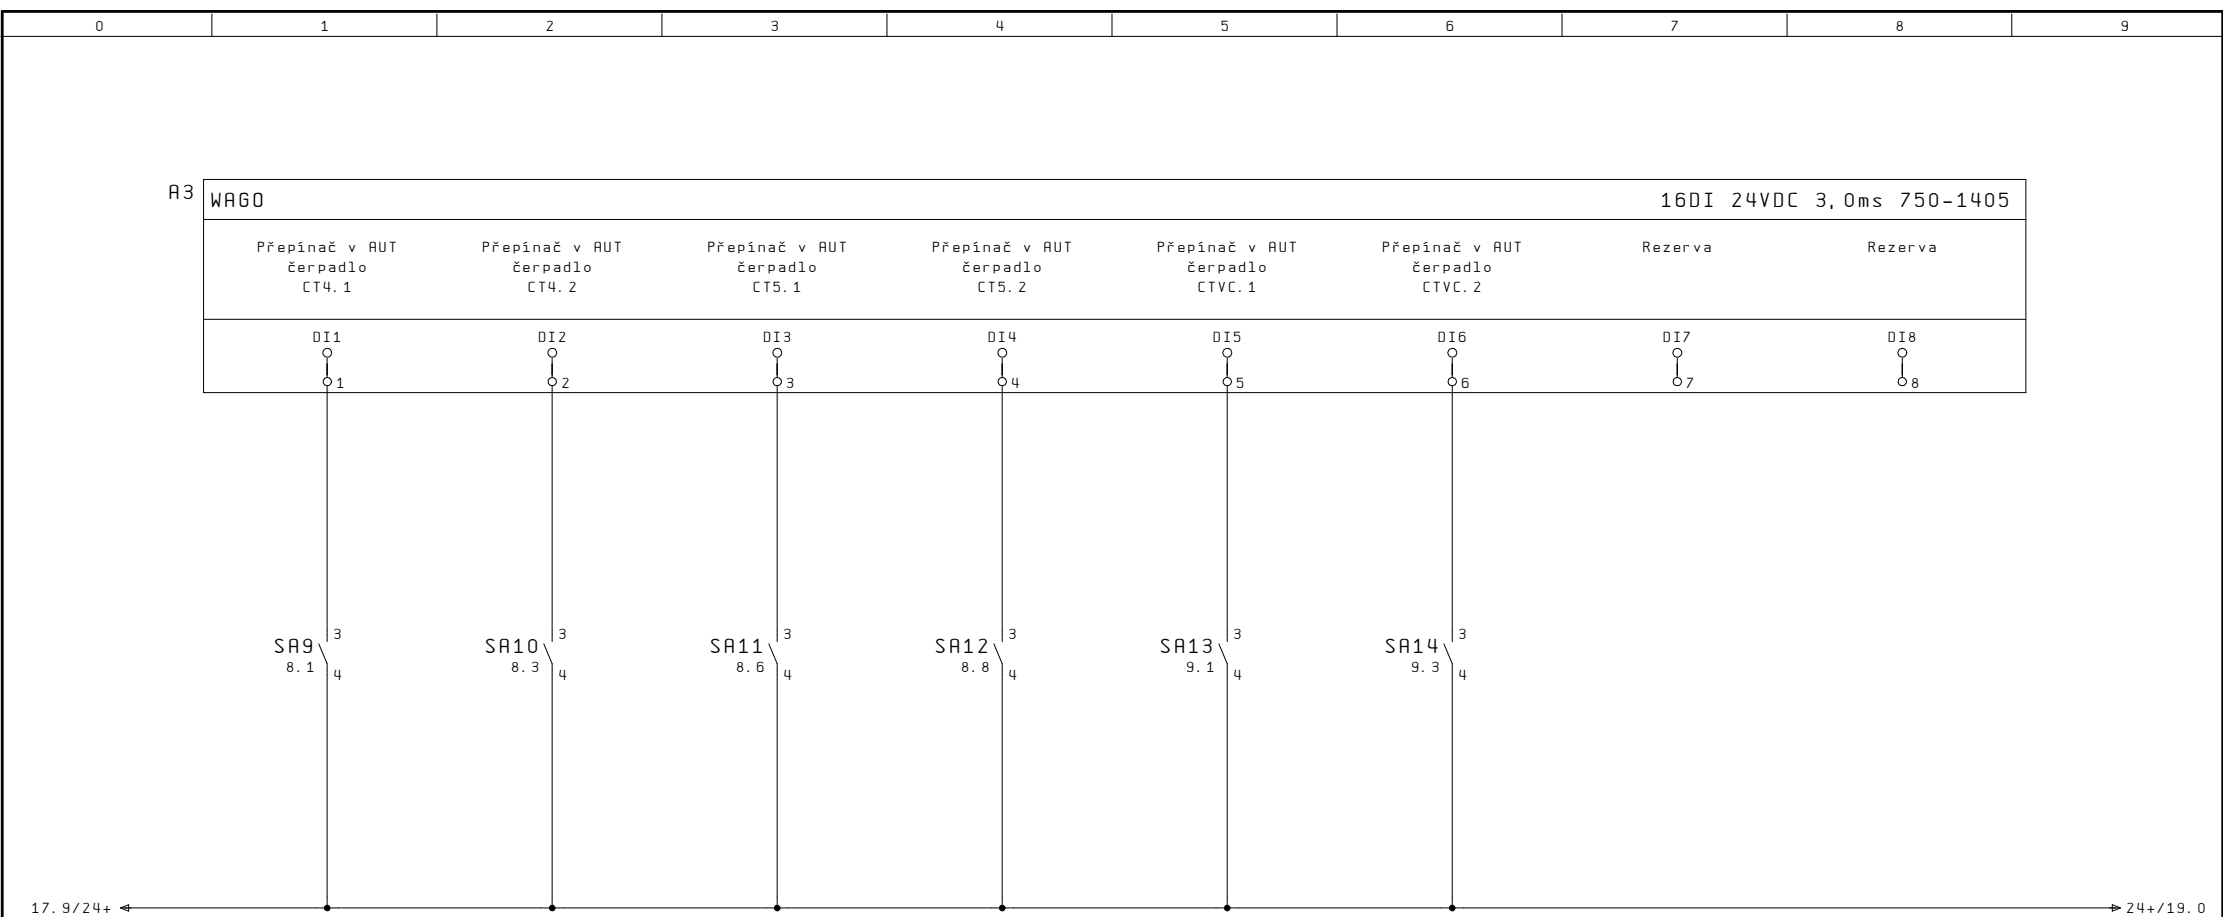 0 1 2 3 4 5 6 7 8 9
A3
WAGO 16DI 24VDC 3,0ms 750-1405
Přepínač v AUT Přepínač v AUT Přepínač v AUT Přepínač v AUT Přepínač v AUT Přepínač v AUT Rezerva Rezerva
čerpadlo čerpadlo čerpadlo čerpadlo čerpadlo čerpadlo
CT4.1 CT4.2 CT5.1 CT5.2 CTVC.1 CTVC.2
DI1 DI2 DI3 DI4 DI5 DI6 DI7 DI8
1 2 3 4 5 6 7 8
3 3 3 3 3 3
SA9 SA10 SA11 SA12 SA13 SA14
8.1 8.3 8.6 8.8 9.1 9.3
4 4 4 4 4 4
17.9/24+ 24+/19.0